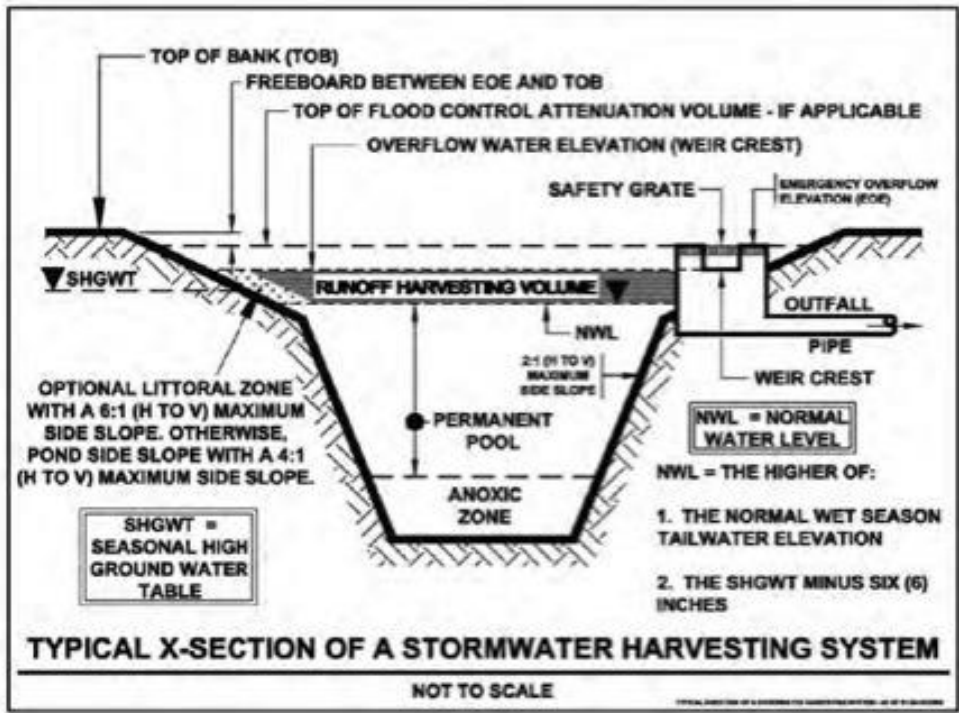 TOP OF BANK (TOB)
FREEBOARD BETWEEN EOE AND TOB
TOP OF FLOOD CONTROL ATTENUATION VOLUME - IF APPLICABLE
OVERFLOW WATER ELEVATION (WEIR CREST)
SAFETY GRATE
EMERGENCY OVERFLOW
ELEVATION (EOE)
SHGWT
RUNOFF HARVESTING VOLUME
OUTFALL
PIPE
NWL
2:1 (H TO V)
MAXIMUM
SIDE SLOPE
WEIR CREST
OPTIONAL LITTORAL ZONE
WITH A 6:1 (H TO V) MAXIMUM
SIDE SLOPE. OTHERWISE,
POND SIDE SLOPE WITH A 4:1
(H TO V) MAXIMUM SIDE SLOPE.
PERMANENT
POOL
NWL = NORMAL
WATER LEVEL
NWL = THE HIGHER OF:
ANOXIC
ZONE
SHGWT =
SEASONAL HIGH
GROUND WATER
TABLE
1. THE NORMAL WET SEASON
TAILWATER ELEVATION
2. THE SHGWT MINUS SIX (6)
INCHES
TYPICAL X-SECTION OF A STORMWATER HARVESTING SYSTEM
NOT TO SCALE